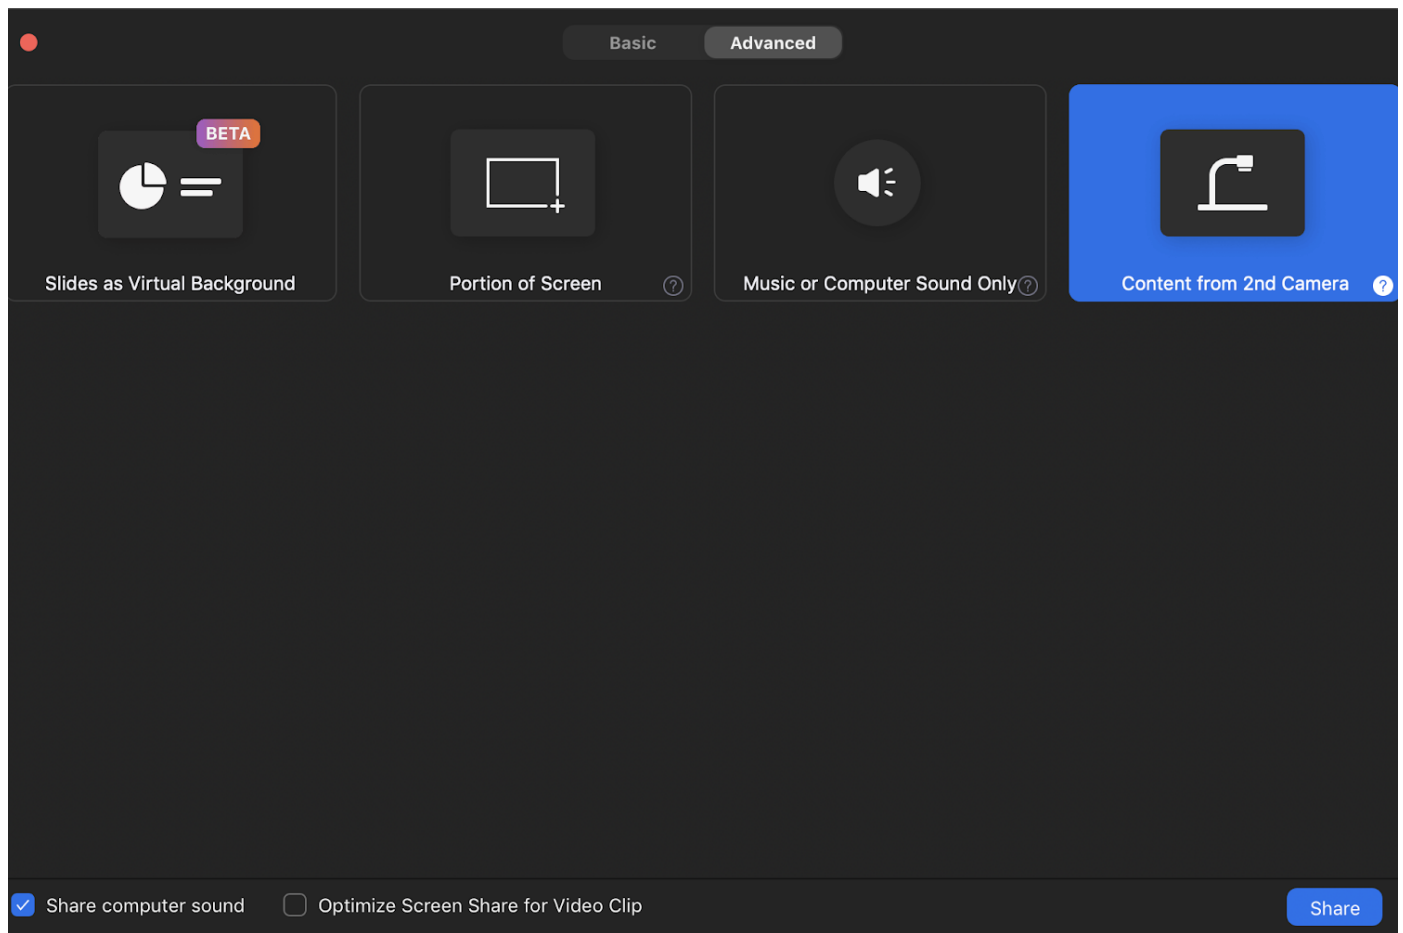 Basic
Advanced
BETA
Slides as Virtual Background
Portion of Screen
?
Music or Computer Sound Only
?
Content from 2nd Camera
?
Share computer sound
Optimize Screen Share for Video Clip
Share